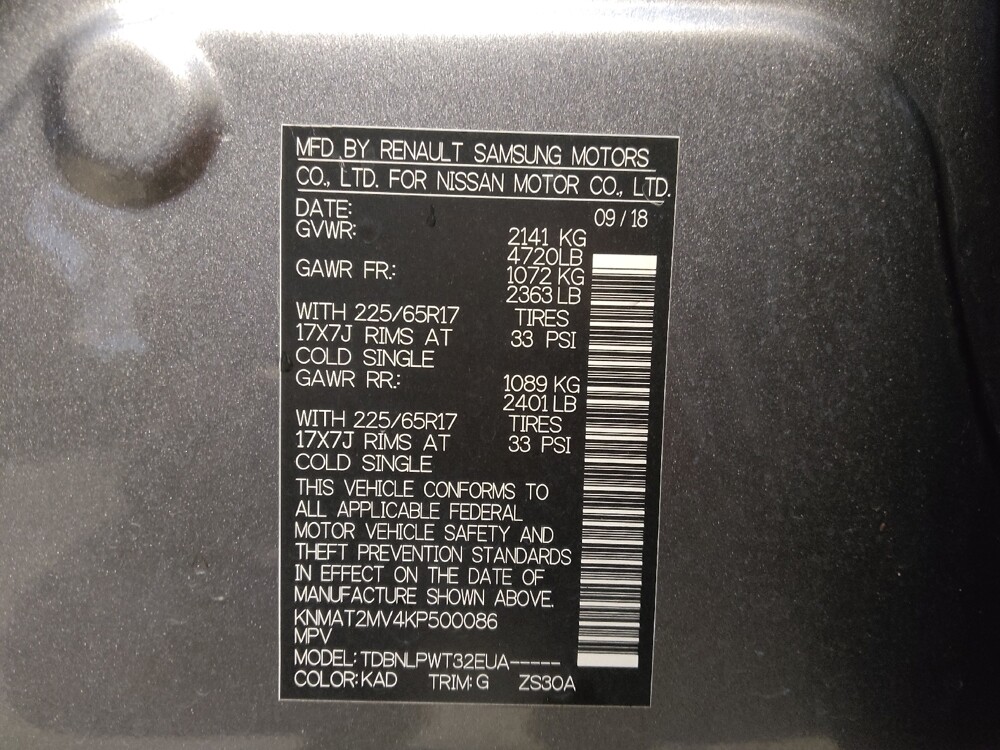 MFD BY RENAULT SAMSUNG MOTORS
CO., LTD. FOR NISSAN MOTOR CO., LTD.
DATE: 09/18
GVWR: 2141 KG
4720LB
GAWR FR.: 1072 KG
2363LB
WITH 225/65R17 TIRES
17X7J RIMS AT 33 PSI
COLD SINGLE
GAWR RR.: 1089 KG
2401LB
WITH 225/65R17 TIRES
17X7J RIMS AT 33 PSI
COLD SINGLE
THIS VEHICLE CONFORMS TO
ALL APPLICABLE FEDERAL
MOTOR VEHICLE SAFETY AND
THEFT PREVENTION STANDARDS
IN EFFECT ON THE DATE OF
MANUFACTURE SHOWN ABOVE.
KNMAT2MV4KP500086
MPV
MODEL:TDBNLPWT32EUA-----
COLOR:KAD TRIM:G ZS30A